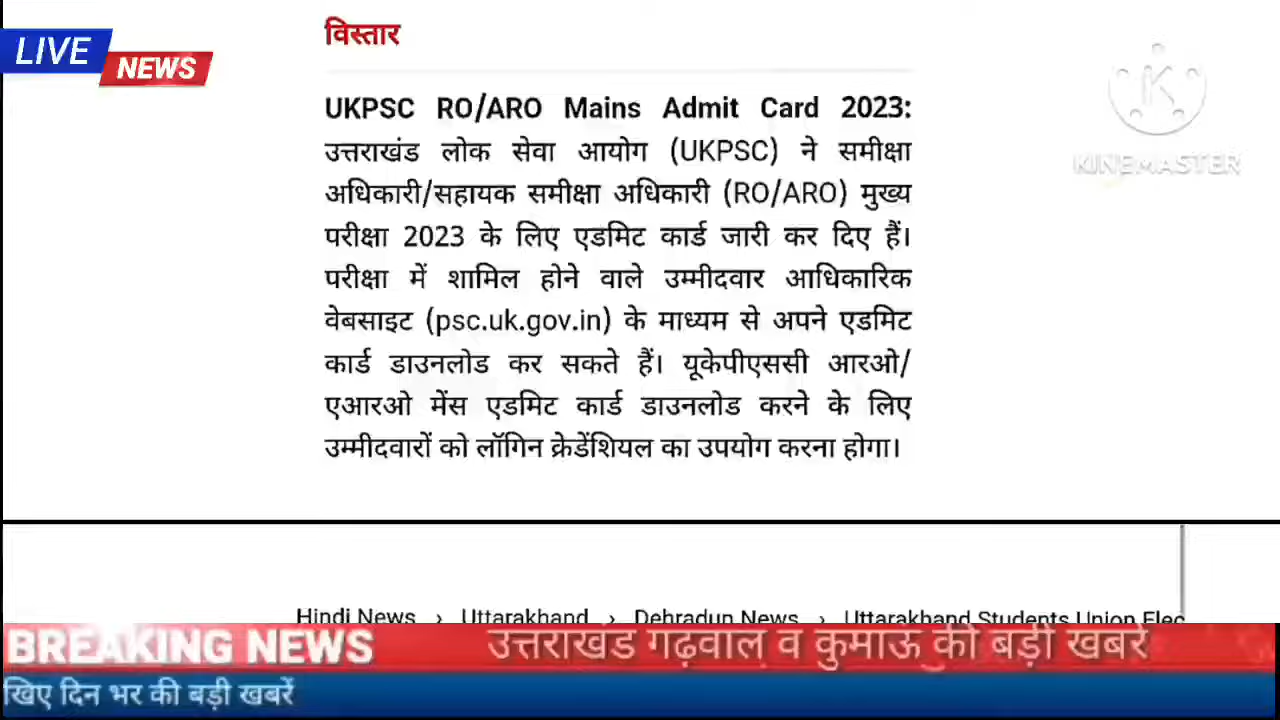 विस्तार
LIVE
NEWS
UKPSC RO/ARO Mains Admit Card 2023:
उत्तराखंड लोक सेवा आयोग (UKPSC) ने समीक्षा
अधिकारी/सहायक समीक्षा अधिकारी (RO/ARO) मुख्य
परीक्षा 2023 के लिए एडमिट कार्ड जारी कर दिए हैं।
परीक्षा में शामिल होने वाले उम्मीदवार आधिकारिक
वेबसाइट (psc.uk.gov.in) के माध्यम से अपने एडमिट
कार्ड डाउनलोड कर सकते हैं। यूकेपीएससी आरओ/
एआरओ मेंस एडमिट कार्ड डाउनलोड करने के लिए
उम्मीदवारों को लॉगिन क्रेडेंशियल का उपयोग करना होगा।
K
KINEMASTER
Hindi News › Uttarakhand › Dehradun News › Uttarakhand Students Union Elec
BREAKING NEWS उत्तराखंड गढ़वाल व कुमाऊं की बड़ी खबरें
खिए दिन भर की बड़ी खबरें